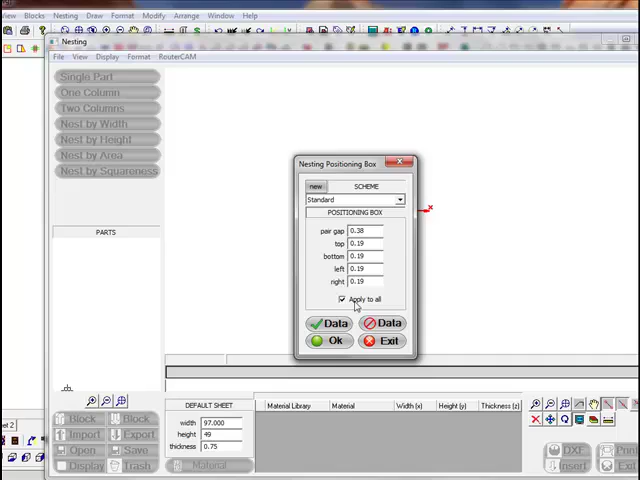 View Blocks Nesting Draw Format Modify Arrange Window Help
Nesting
File View Display Format RouterCAM
Single Part
One Column
Two Columns
Nest by Width
Nest by Height
Nest by Area
Nest by Squareness
PARTS
Nesting Positioning Box
new SCHEME
Standard
POSITIONING BOX
pair gap 0.38
top 0.19
bottom 0.19
left 0.19
right 0.19
Apply to all
Data Data
Ok Exit
DEFAULT SHEET
width 97.000
height 49
thickness 0.75
Material
Material Library Material Width (x) Height (y) Thickness (z)
Block Block
Import Export
Open Save
Display Trash
DXF Print
Insert Exit